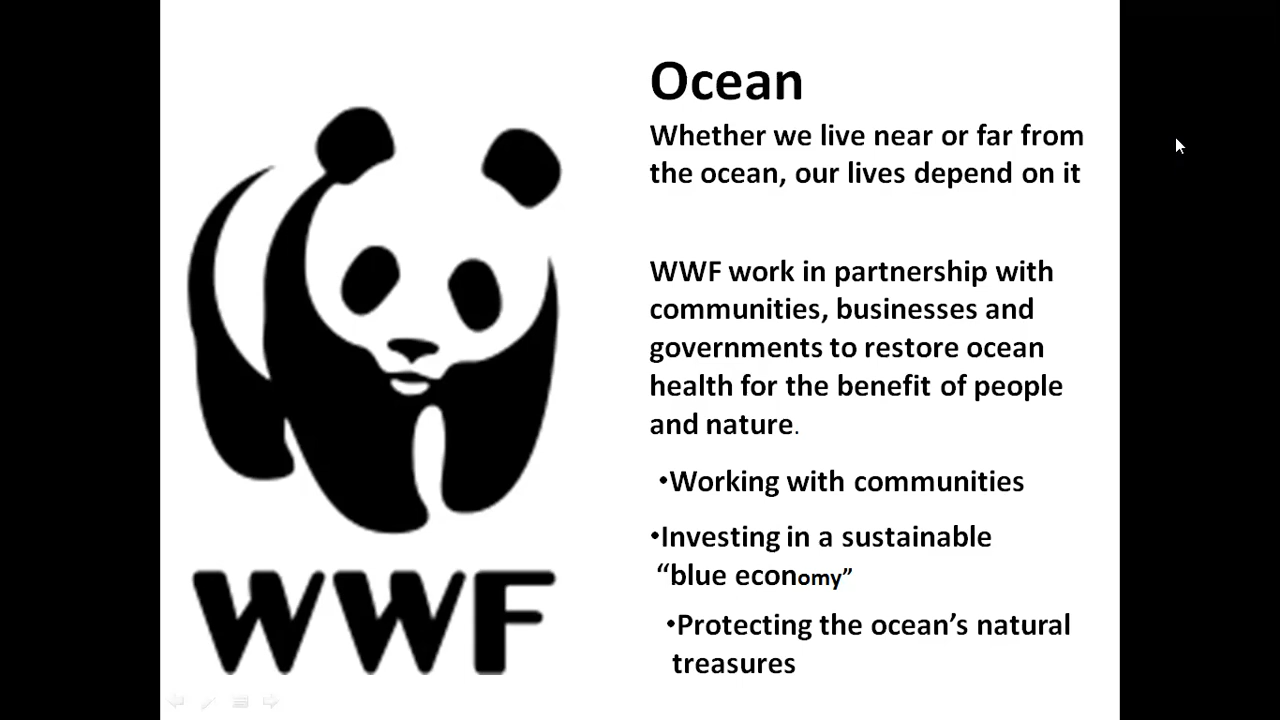 Ocean
Whether we live near or far from
the ocean, our lives depend on it
WWF work in partnership with
communities, businesses and
governments to restore ocean
health for the benefit of people
and nature.
•Working with communities
•Investing in a sustainable
“blue economy”
•Protecting the ocean’s natural
treasures
WWF